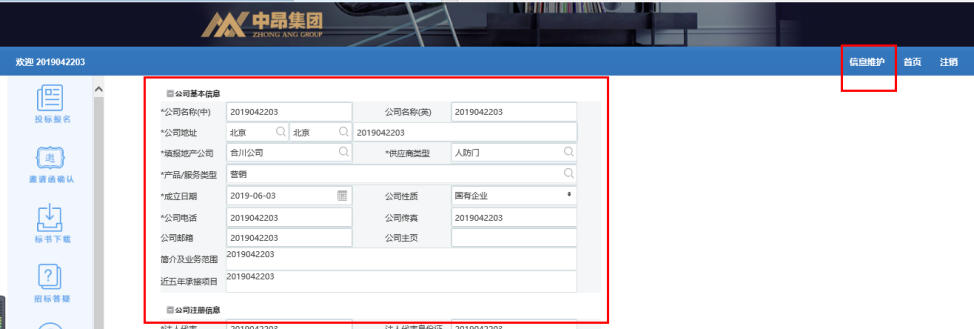 中昂集团
ZHONG ANG GROUP
欢迎 2019042203 信息维护 首页 注销
投标报名
邀
邀请函确认
标书下载
招标答疑
公司基本信息
*公司名称(中) 2019042203 公司名称(英) 2019042203
*公司地址 北京 北京 2019042203
*填报地产公司 合川公司 *供应商类型 人防门
*产品/服务类型 营销
*成立日期 2019-06-03 公司性质 国有企业
*公司电话 2019042203 公司传真 2019042203
公司邮箱 2019042203 公司主页
简介及业务范围 2019042203
近五年承接项目 2019042203
公司注册信息
*法人代表 2019042203 法人代表身份证 2019042203